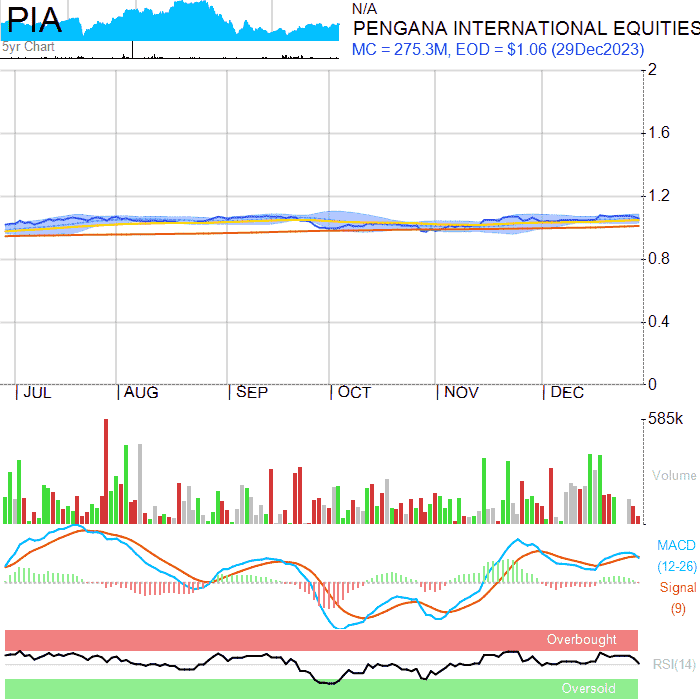 PIA
5yr Chart
N/A
PENGANA INTERNATIONAL EQUITIES
MC = 275.3M, EOD = $1.06 (29Dec2023)
2
1.6
1.2
0.8
0.4
0
JUL AUG SEP OCT NOV DEC
585k
Volume
MACD
(12-26)
Signal
(9)
Overbought
RSI(14)
Oversold